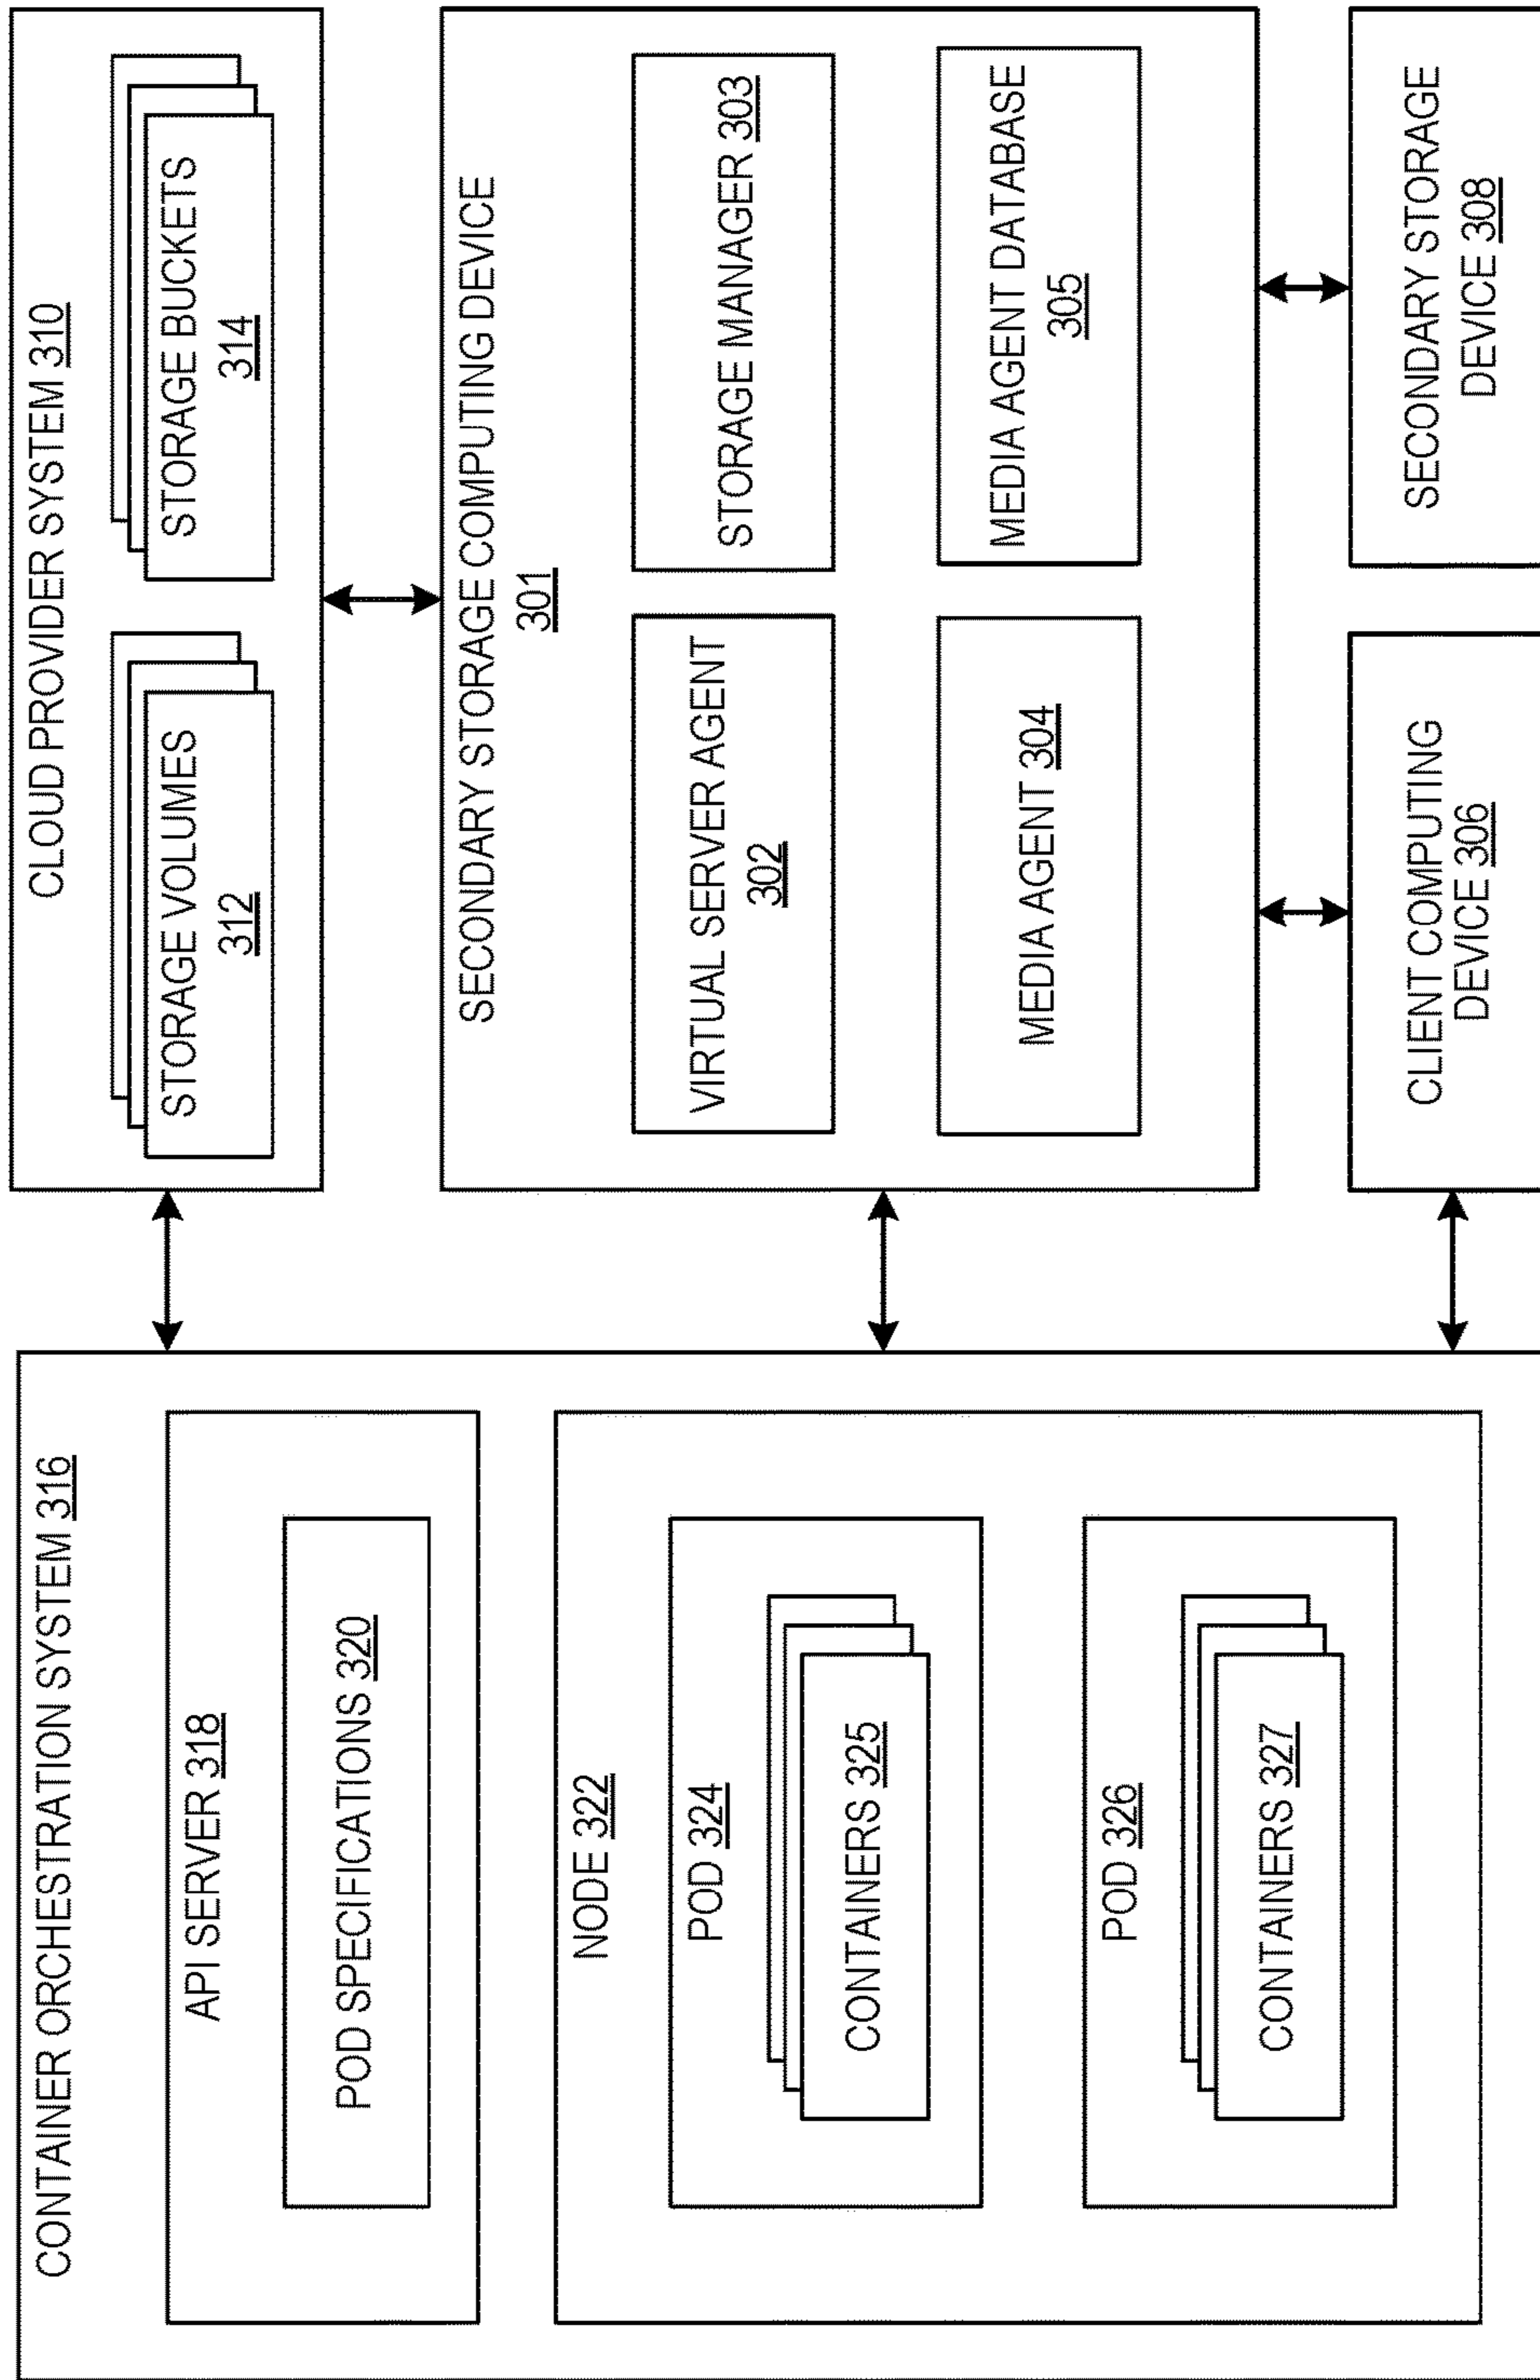 CONTAINER ORCHESTRATION SYSTEM 316
API SERVER 318
POD SPECIFICATIONS 320
NODE 322
POD 324
CONTAINERS 325
POD 326
CONTAINERS 327
CLOUD PROVIDER SYSTEM 310
STORAGE VOLUMES
312
STORAGE BUCKETS
314
SECONDARY STORAGE COMPUTING DEVICE
301
VIRTUAL SERVER AGENT
302
STORAGE MANAGER 303
MEDIA AGENT 304
MEDIA AGENT DATABASE
305
CLIENT COMPUTING
DEVICE 306
SECONDARY STORAGE
DEVICE 308